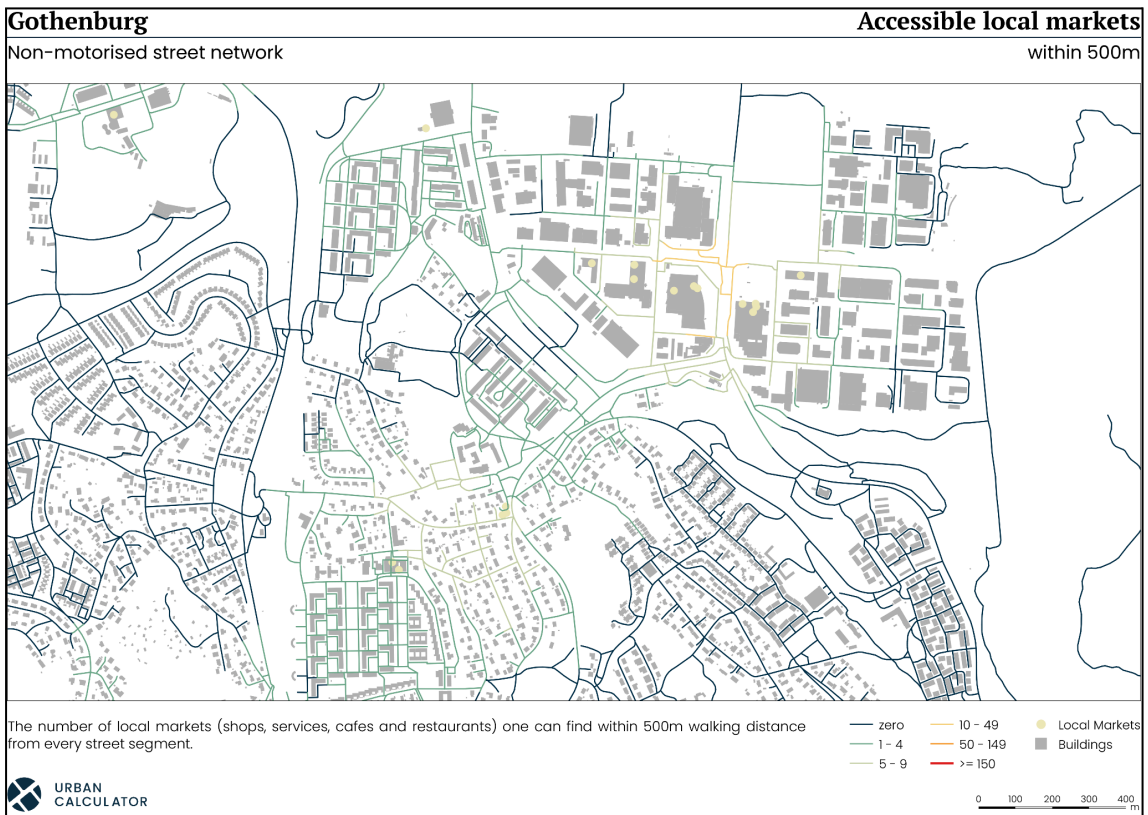 Gothenburg
Accessible local markets
Non-motorised street network
within 500m
The number of local markets (shops, services, cafes and restaurants) one can find within 500m walking distance
from every street segment.
zero
1 - 4
5 - 9
10 - 49
50 - 149
>= 150
Local Markets
Buildings
URBAN
CALCULATOR
0 100 200 300 400
m